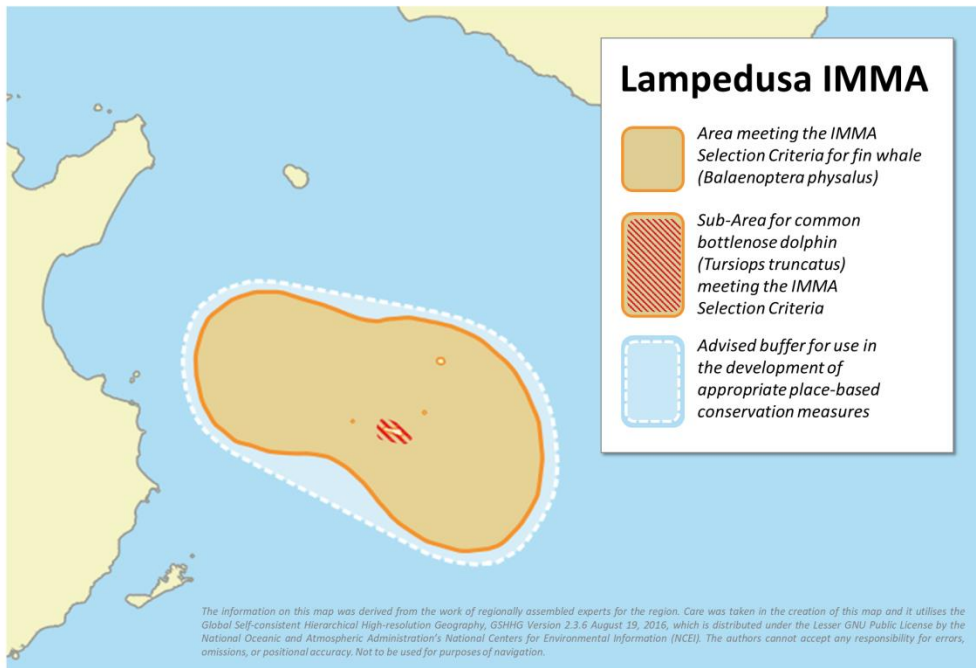 Lampedusa IMMA
Area meeting the IMMA
Selection Criteria for fin whale
(Balaenoptera physalus)
Sub-Area for common
bottlenose dolphin
(Tursiops truncatus)
meeting the IMMA
Selection Criteria
Advised buffer for use in
the development of
appropriate place-based
conservation measures
The information on this map was derived from the work of regionally assembled experts for the region. Care was taken in the creation of this map and it utilises the
Global Self-consistent Hierarchical High-resolution Geography, GSHHG Version 2.3.6 August 19, 2016, which is distributed under the Lesser GNU Public License by the
National Oceanic and Atmospheric Administration's National Centers for Environmental Information (NCEI). The authors cannot accept any responsibility for errors,
omissions, or positional accuracy. Not to be used for purposes of navigation.